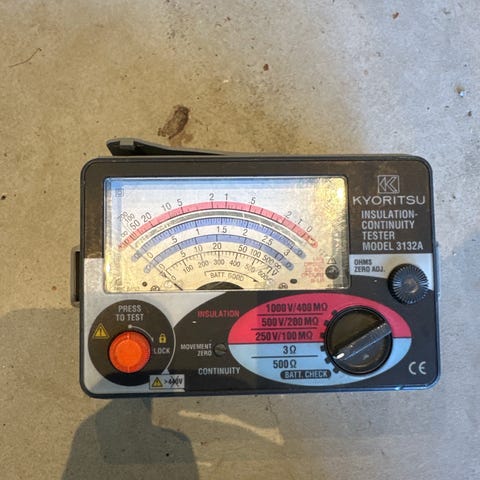 KYORITSU
INSULATION-
CONTINUITY
TESTER
MODEL 3132A
OHMS
ZERO ADJ.
BATT. GOOD
PRESS
TO TEST
LOCK
>440V
INSULATION
1000V/400MΩ
500V/200MΩ
250V/100MΩ
3Ω
500Ω
BATT. CHECK
MOVEMENT
ZERO
CONTINUITY
CE